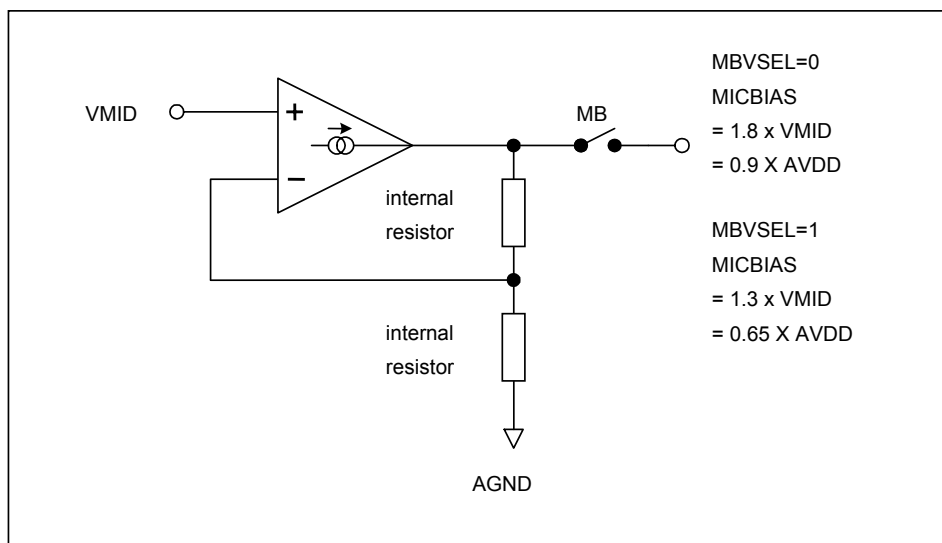 VMID
+
−
MB
internal
resistor
internal
resistor
AGND
MBVSEL=0
MICBIAS
= 1.8 x VMID
= 0.9 X AVDD
MBVSEL=1
MICBIAS
= 1.3 x VMID
= 0.65 X AVDD